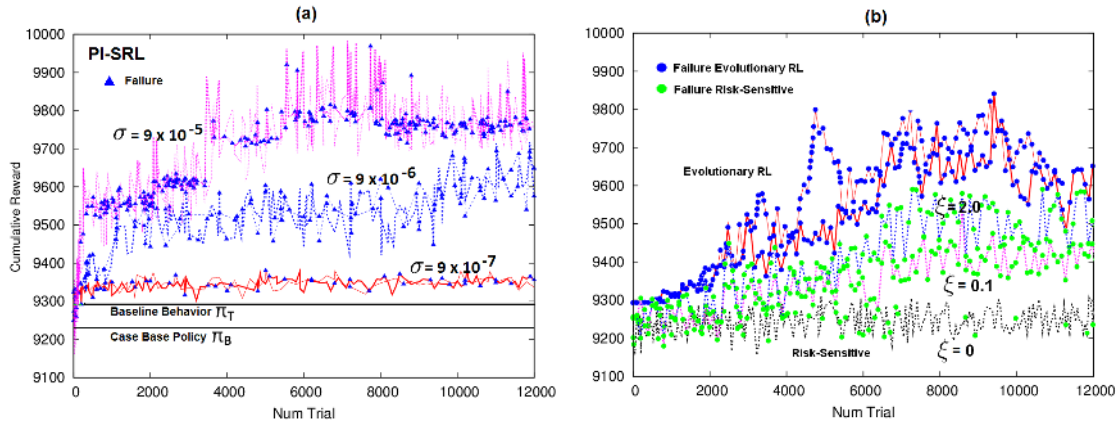 (a)
10000
9900
9800
9700
9600
9500
9400
9300
9200
9100
Cumulative Reward
PI-SRL
Failure
σ = 9 x 10^-5
σ = 9 x 10^-6
σ = 9 x 10^-7
Baseline Behavior π_T
Case Base Policy π_B
0 2000 4000 6000 8000 10000 12000
Num Trial
(b)
10000
9900
9800
9700
9600
9500
9400
9300
9200
9100
Failure Evolutionary RL
Failure Risk-Sensitive
Evolutionary RL
ξ = 2.0
ξ = 0.1
Risk-Sensitive
ξ = 0
0 2000 4000 6000 8000 10000 12000
Num Trial